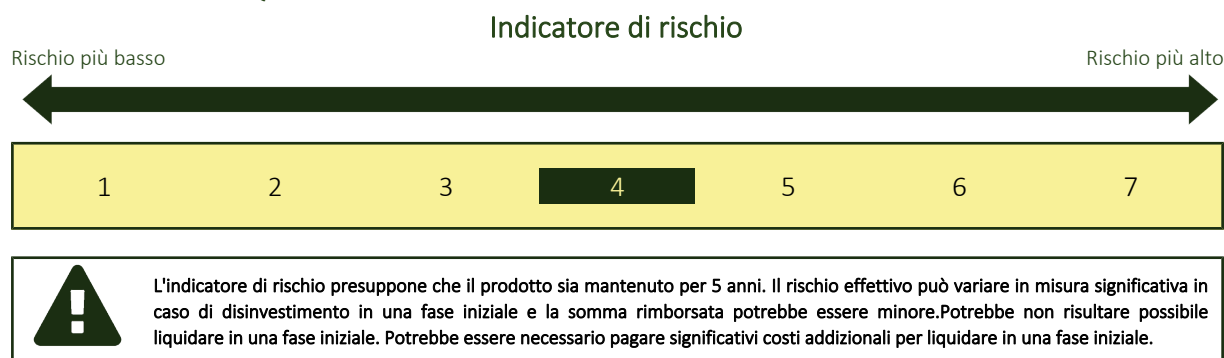 Indicatore di rischio
Rischio più basso
Rischio più alto
1 2 3 4 5 6 7
L'indicatore di rischio presuppone che il prodotto sia mantenuto per 5 anni. Il rischio effettivo può variare in misura significativa in
caso di disinvestimento in una fase iniziale e la somma rimborsata potrebbe essere minore.Potrebbe non risultare possibile
liquidare in una fase iniziale. Potrebbe essere necessario pagare significativi costi addizionali per liquidare in una fase iniziale.